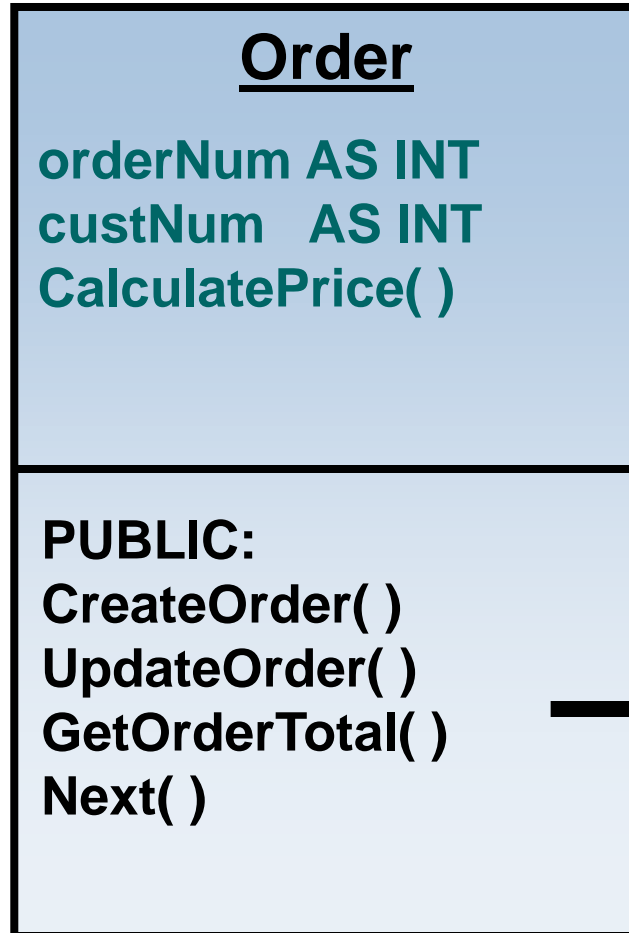 Order
orderNum AS INT
custNum AS INT
CalculatePrice( )
PUBLIC:
CreateOrder( )
UpdateOrder( )
GetOrderTotal( )
Next( )